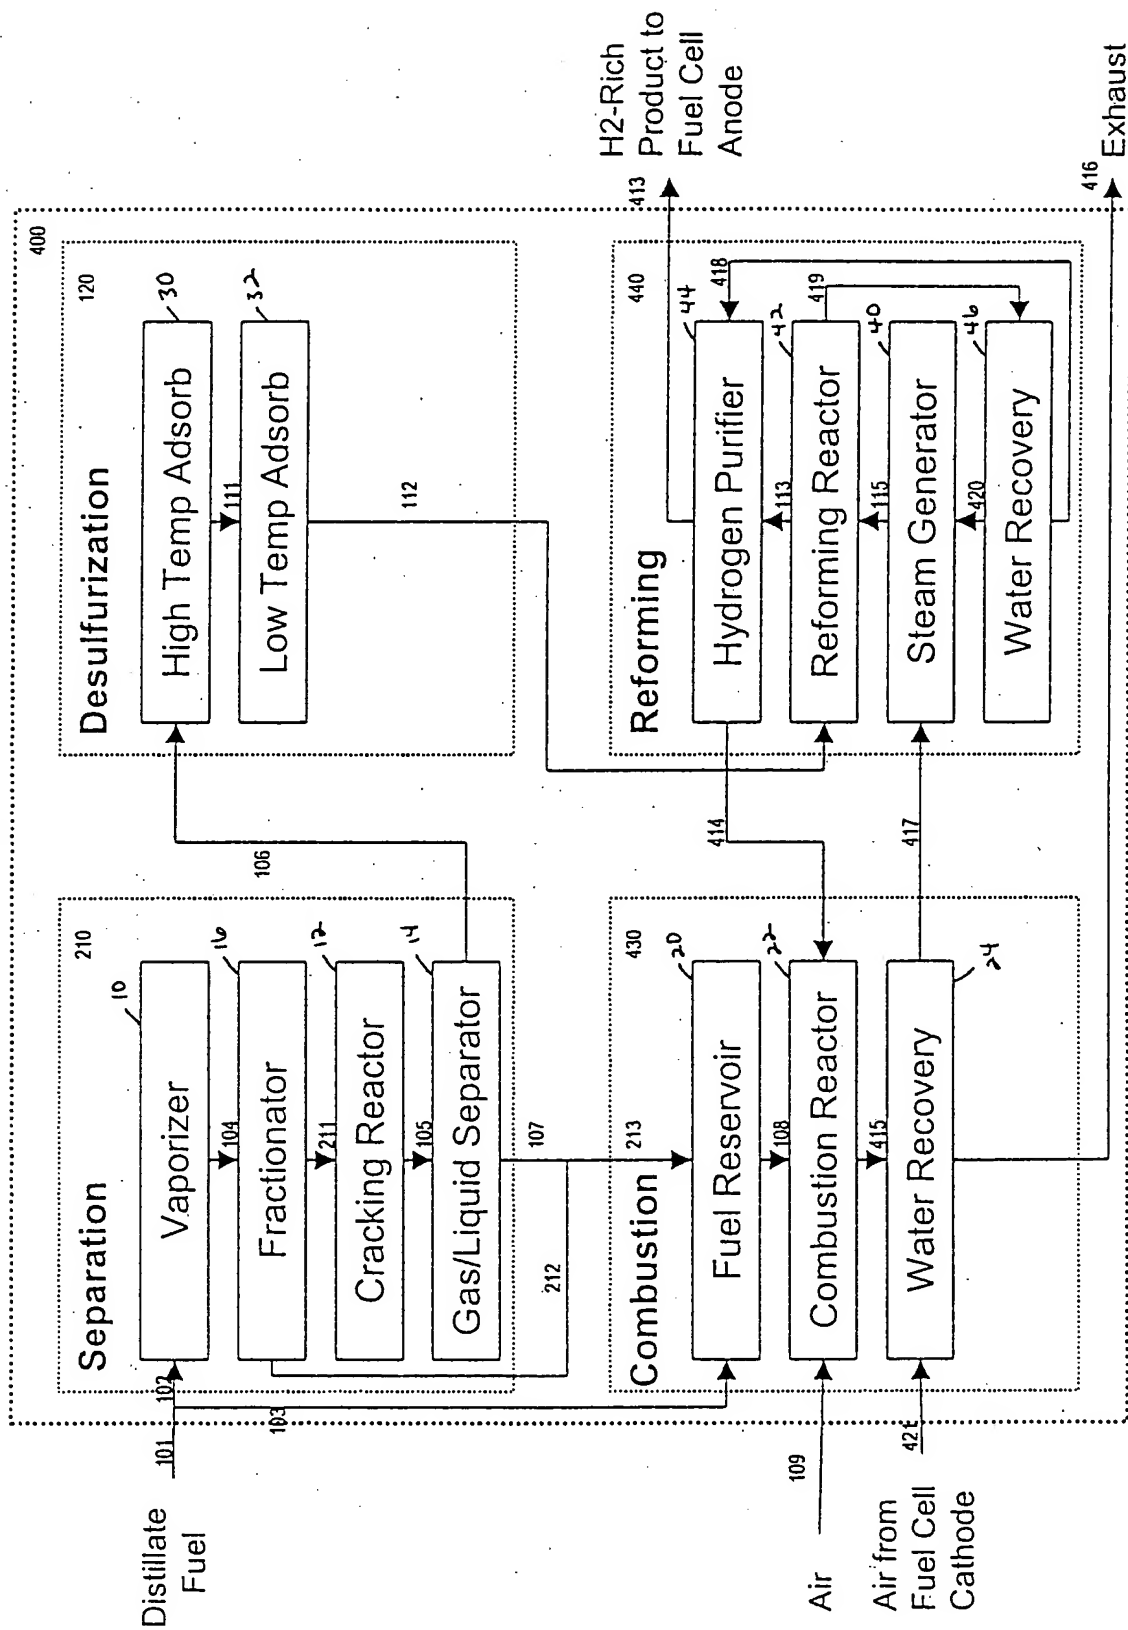 400
Separation
210
Vaporizer
10
104
Fractionator
16
211
Cracking Reactor
12
105
Gas/Liquid Separator
14
107
212
106
Desulfurization
120
High Temp Adsorb
30
111
Low Temp Adsorb
32
112
Distillate
Fuel
101
102
103
Combustion
213
430
Fuel Reservoir
20
108
Combustion Reactor
22
415
Water Recovery
24
Air
109
Air from
Fuel Cell
Cathode
421
414
417
Reforming
440
Hydrogen Purifier
44
418
113
Reforming Reactor
42
419
115
Steam Generator
40
420
Water Recovery
46
413
H2-Rich
Product to
Fuel Cell
Anode
416
Exhaust